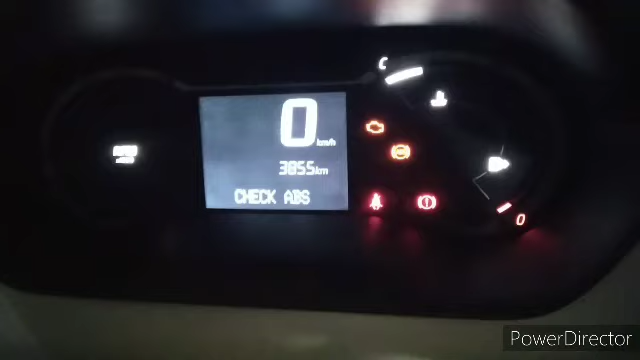 C
0 km/h
3855km
CHECK ABS
0
PowerDirector